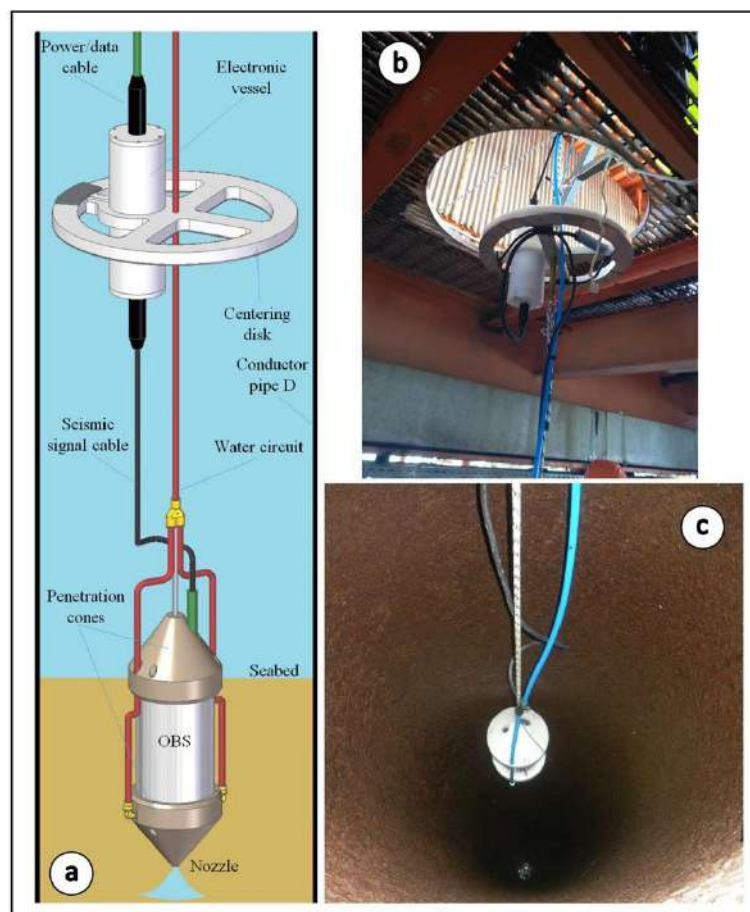 Power/data
cable
Electronic
vessel
Centering
disk
Conductor
pipe D
Seismic
signal cable
Water circuit
Penetration
cones
Seabed
OBS
Nozzle
a
b
c